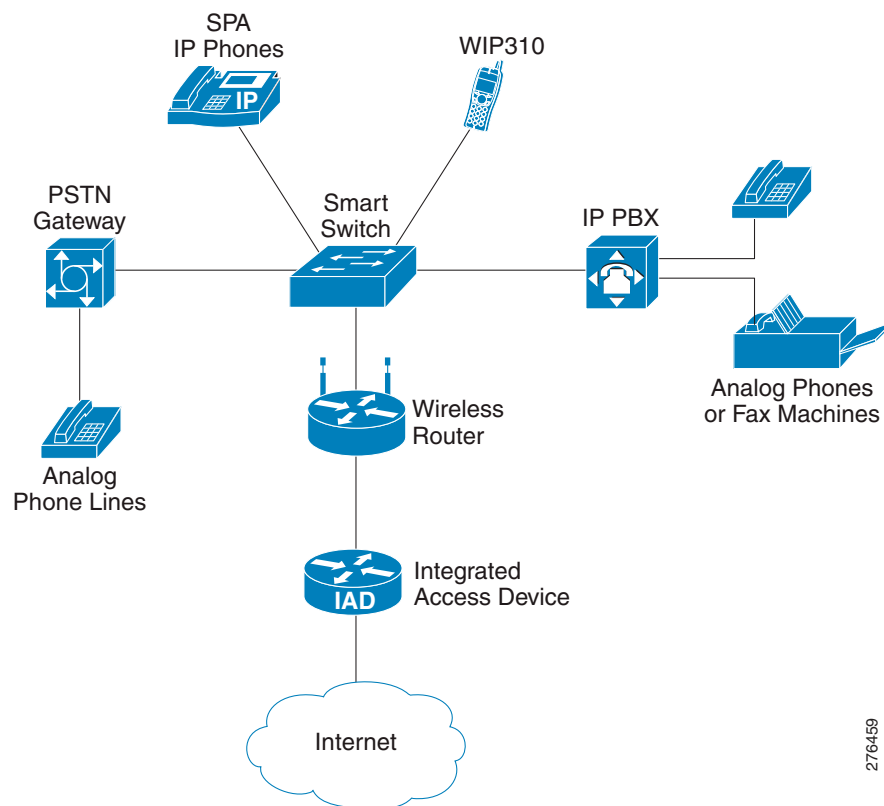 SPA
IP Phones
IP
WIP310
PSTN
Gateway
Smart
Switch
IP PBX
Analog Phones
or Fax Machines
Wireless
Router
Analog
Phone Lines
Integrated
Access Device
IAD
Internet
276459